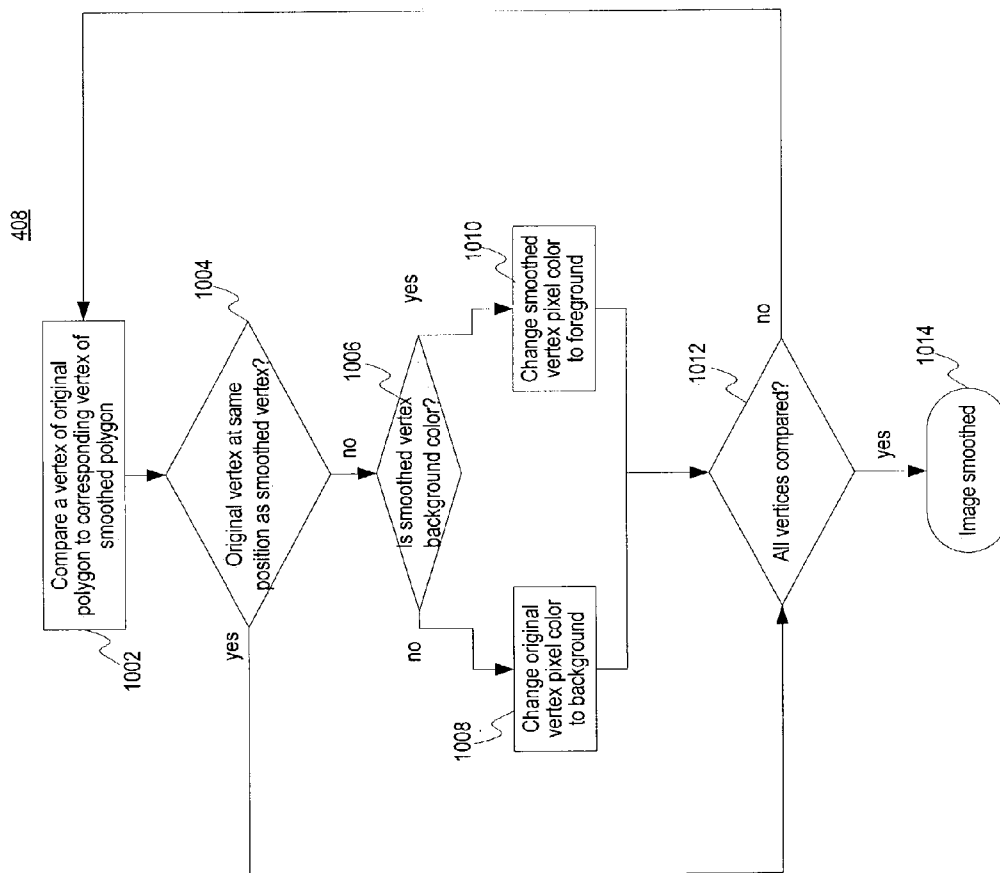 408
Compare a vertex of original
polygon to corresponding vertex of
smoothed polygon
1002
1004
Original vertex at same
position as smoothed vertex?
yes
no
1006
Is smoothed vertex
background color?
no
yes
Change original
vertex pixel color
to background
1008
Change smoothed
vertex pixel color
to foreground
1010
1012
All vertices compared?
no
yes
1014
Image smoothed